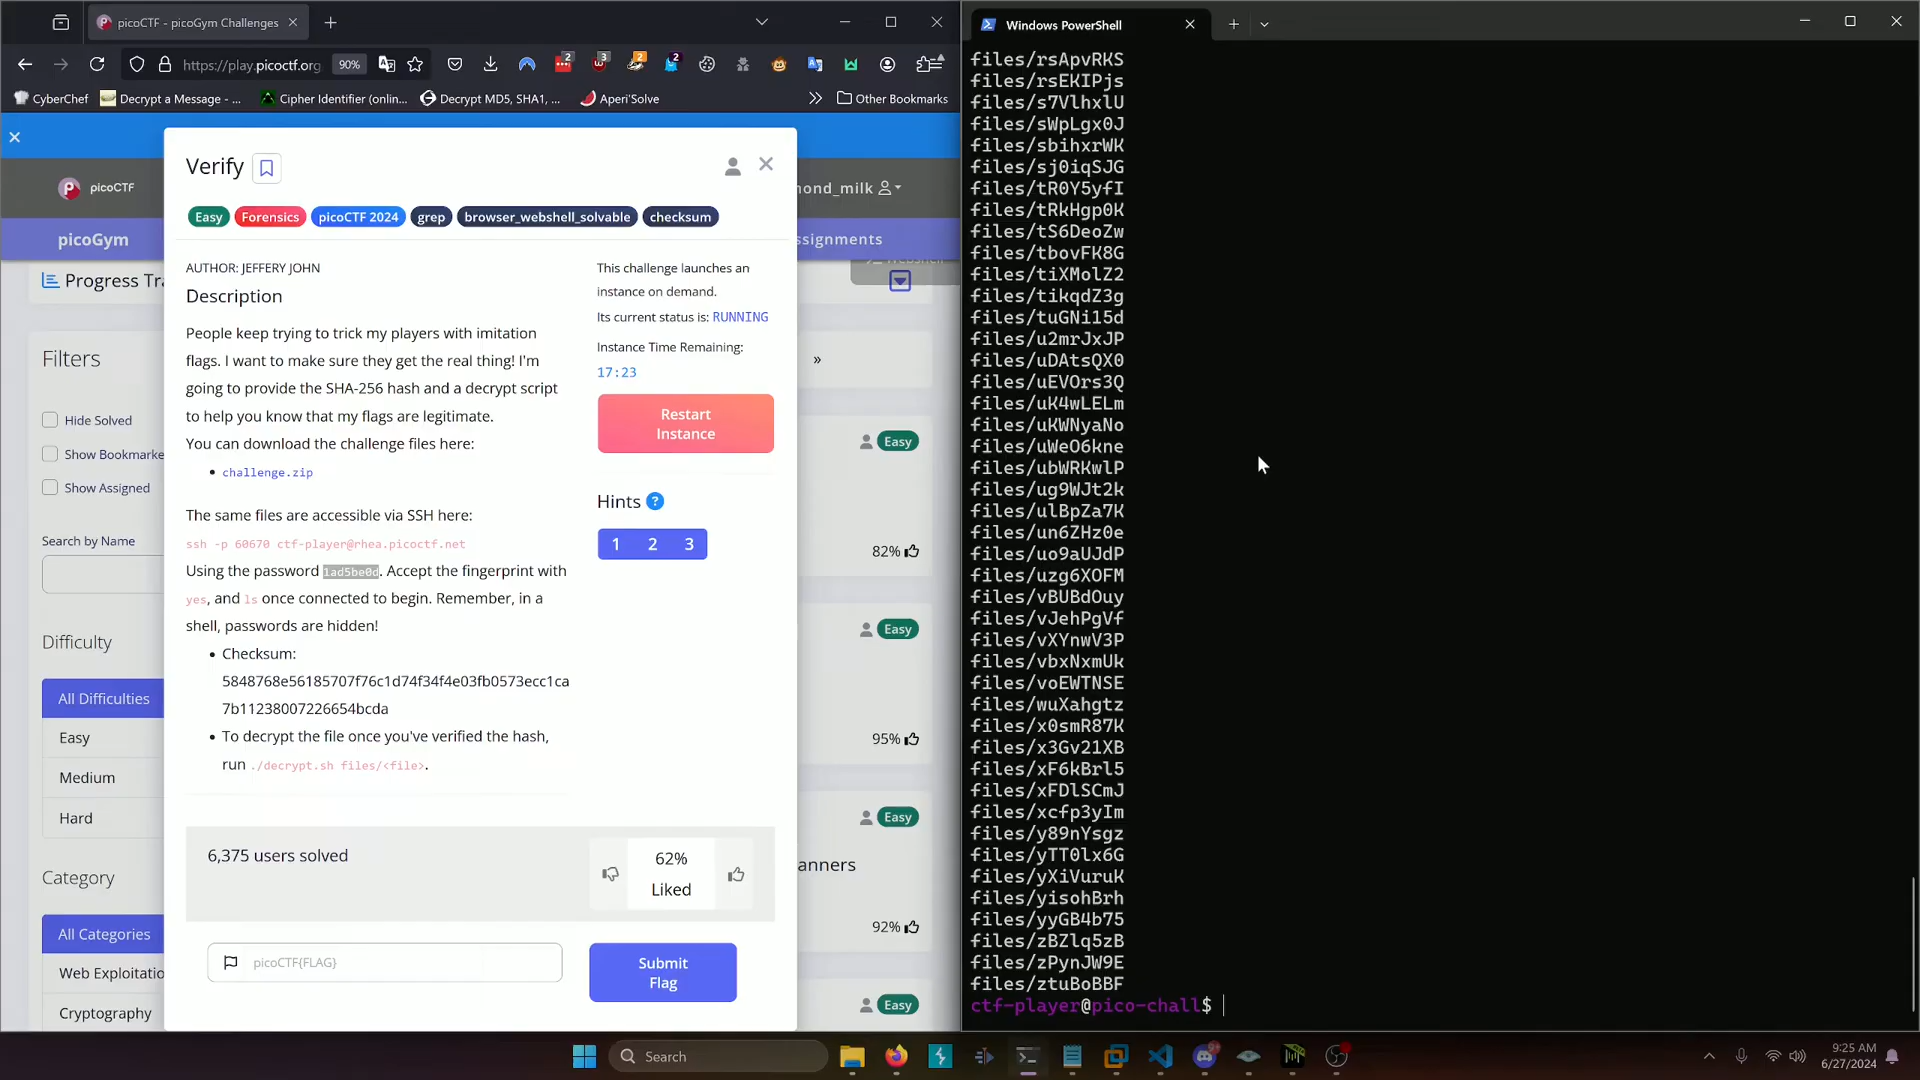 picoCTF - picoGym Challenges
https://play.picoctf.org
90%
2
3
2
2
CyberChef
Decrypt a Message - ...
Cipher Identifier (onlin...
Decrypt MD5, SHA1, ...
Aperi'Solve
Other Bookmarks
picoCTF
mond_milk
picoGym
ssignments
Webshell
Progress Tra
Filters
Hide Solved
Show Bookmarke
Show Assigned
Search by Name
Difficulty
All Difficulties
Easy
Medium
Hard
Category
All Categories
Web Exploitatio
Cryptography
»
Easy
82%
Easy
95%
Easy
anners
92%
Easy
Verify
Easy
Forensics
picoCTF 2024
grep
browser_webshell_solvable
checksum
AUTHOR: JEFFERY JOHN
Description
People keep trying to trick my players with imitation
flags. I want to make sure they get the real thing! I'm
going to provide the SHA-256 hash and a decrypt script
to help you know that my flags are legitimate.
You can download the challenge files here:
• challenge.zip
The same files are accessible via SSH here:
ssh -p 60670 ctf-player@rhea.picoctf.net
Using the password 1ad5be0d. Accept the fingerprint with
yes, and ls once connected to begin. Remember, in a
shell, passwords are hidden!
• Checksum:
5848768e56185707f76c1d74f34f4e03fb0573ecc1ca
7b11238007226654bcda
• To decrypt the file once you've verified the hash,
run ./decrypt.sh files/<file>.
This challenge launches an
instance on demand.
Its current status is: RUNNING
Instance Time Remaining:
17:23
Restart
Instance
Hints ?
1 2 3
6,375 users solved
62%
Liked
picoCTF{FLAG}
Submit
Flag
Windows PowerShell
files/rsApvRKS
files/rsEKIPjs
files/s7VlhxlU
files/sWpLgx0J
files/sbihxrWK
files/sj0iqSJG
files/tR0Y5yfI
files/tRkHgp0K
files/tS6DeoZw
files/tbovFK8G
files/tiXMolZ2
files/tikqdZ3g
files/tuGNi15d
files/u2mrJxJP
files/uDAtsQX0
files/uEVOrs3Q
files/uK4wLELm
files/uKWNyaNo
files/uWeO6kne
files/ubWRKwlP
files/ug9WJt2k
files/ulBpZa7K
files/un6ZHz0e
files/uo9aUJdP
files/uzg6XOFM
files/vBUBdOuy
files/vJehPgVf
files/vXYnwV3P
files/vbxNxmUk
files/voEWTNSE
files/wuXahgtz
files/x0smR87K
files/x3Gv21XB
files/xF6kBrl5
files/xFDlSCmJ
files/xcfp3yIm
files/y89nYsgz
files/yTT0lx6G
files/yXiVuruK
files/yisohBrh
files/yyGB4b75
files/zBZlq5zB
files/zPynJW9E
files/ztuBoBBF
ctf-player@pico-chall$
Search
9:25 AM
6/27/2024